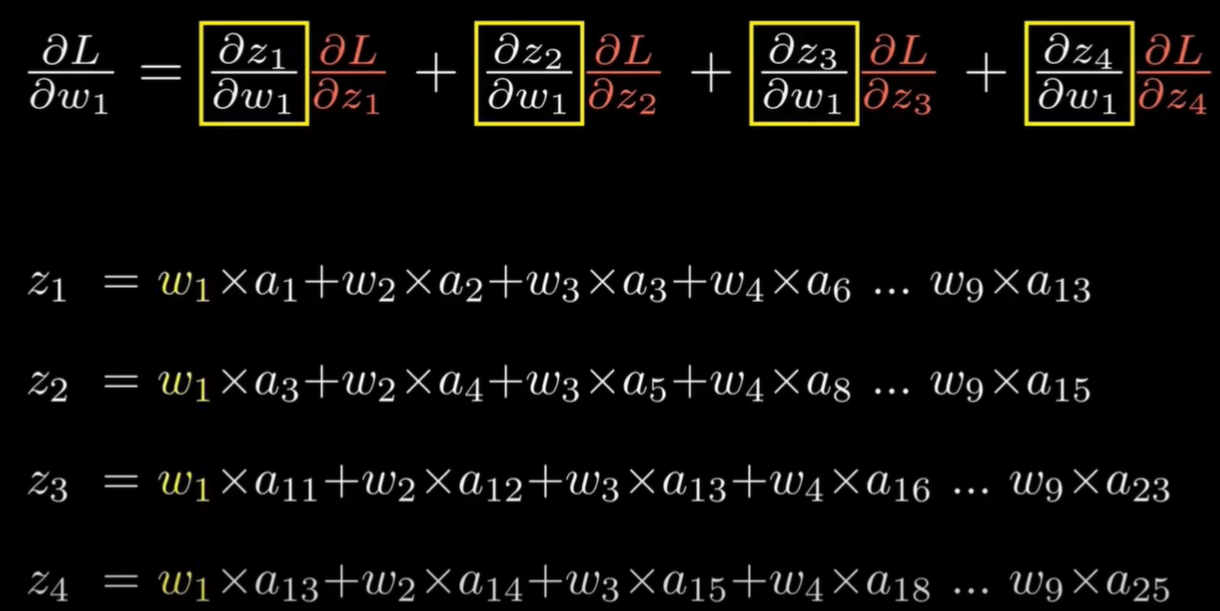 ∂L/∂w₁ = ∂z₁/∂w₁ ∂L/∂z₁ + ∂z₂/∂w₁ ∂L/∂z₂ + ∂z₃/∂w₁ ∂L/∂z₃ + ∂z₄/∂w₁ ∂L/∂z₄
z₁ = w₁×a₁+w₂×a₂+w₃×a₃+w₄×a₆ ... w₉×a₁₃
z₂ = w₁×a₃+w₂×a₄+w₃×a₅+w₄×a₈ ... w₉×a₁₅
z₃ = w₁×a₁₁+w₂×a₁₂+w₃×a₁₃+w₄×a₁₆ ... w₉×a₂₃
z₄ = w₁×a₁₃+w₂×a₁₄+w₃×a₁₅+w₄×a₁₈ ... w₉×a₂₅